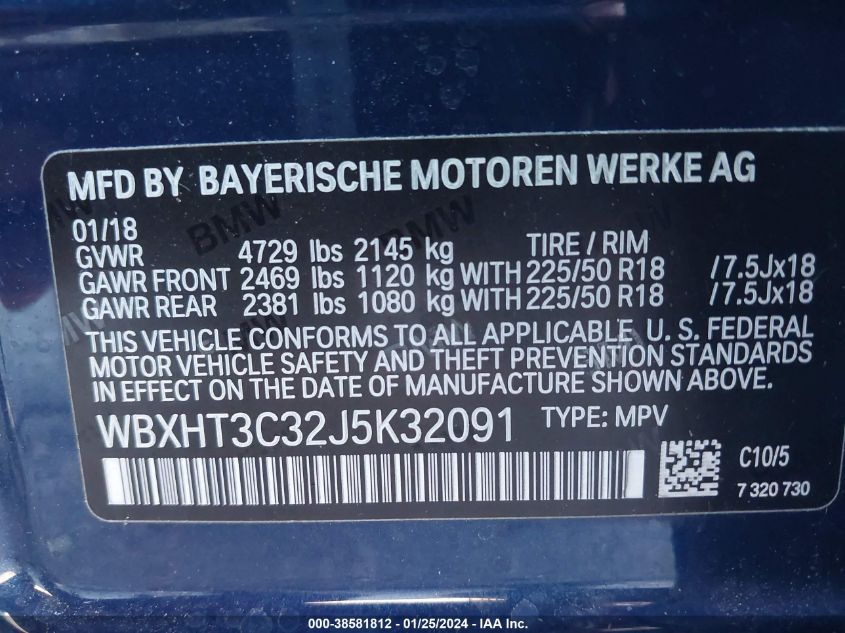 MFD BY BAYERISCHE MOTOREN WERKE AG
01/18
GVWR 4729 lbs 2145 kg TIRE / RIM
GAWR FRONT 2469 lbs 1120 kg WITH 225/50 R18 /7.5Jx18
GAWR REAR 2381 lbs 1080 kg WITH 225/50 R18 /7.5Jx18
THIS VEHICLE CONFORMS TO ALL APPLICABLE U. S. FEDERAL
MOTOR VEHICLE SAFETY AND THEFT PREVENTION STANDARDS
IN EFFECT ON THE DATE OF MANUFACTURE SHOWN ABOVE.
WBXHT3C32J5K32091 TYPE: MPV
C10/5
7 320 730
BMW
BMW
BMW
000-38581812 - 01/25/2024 - IAA Inc.